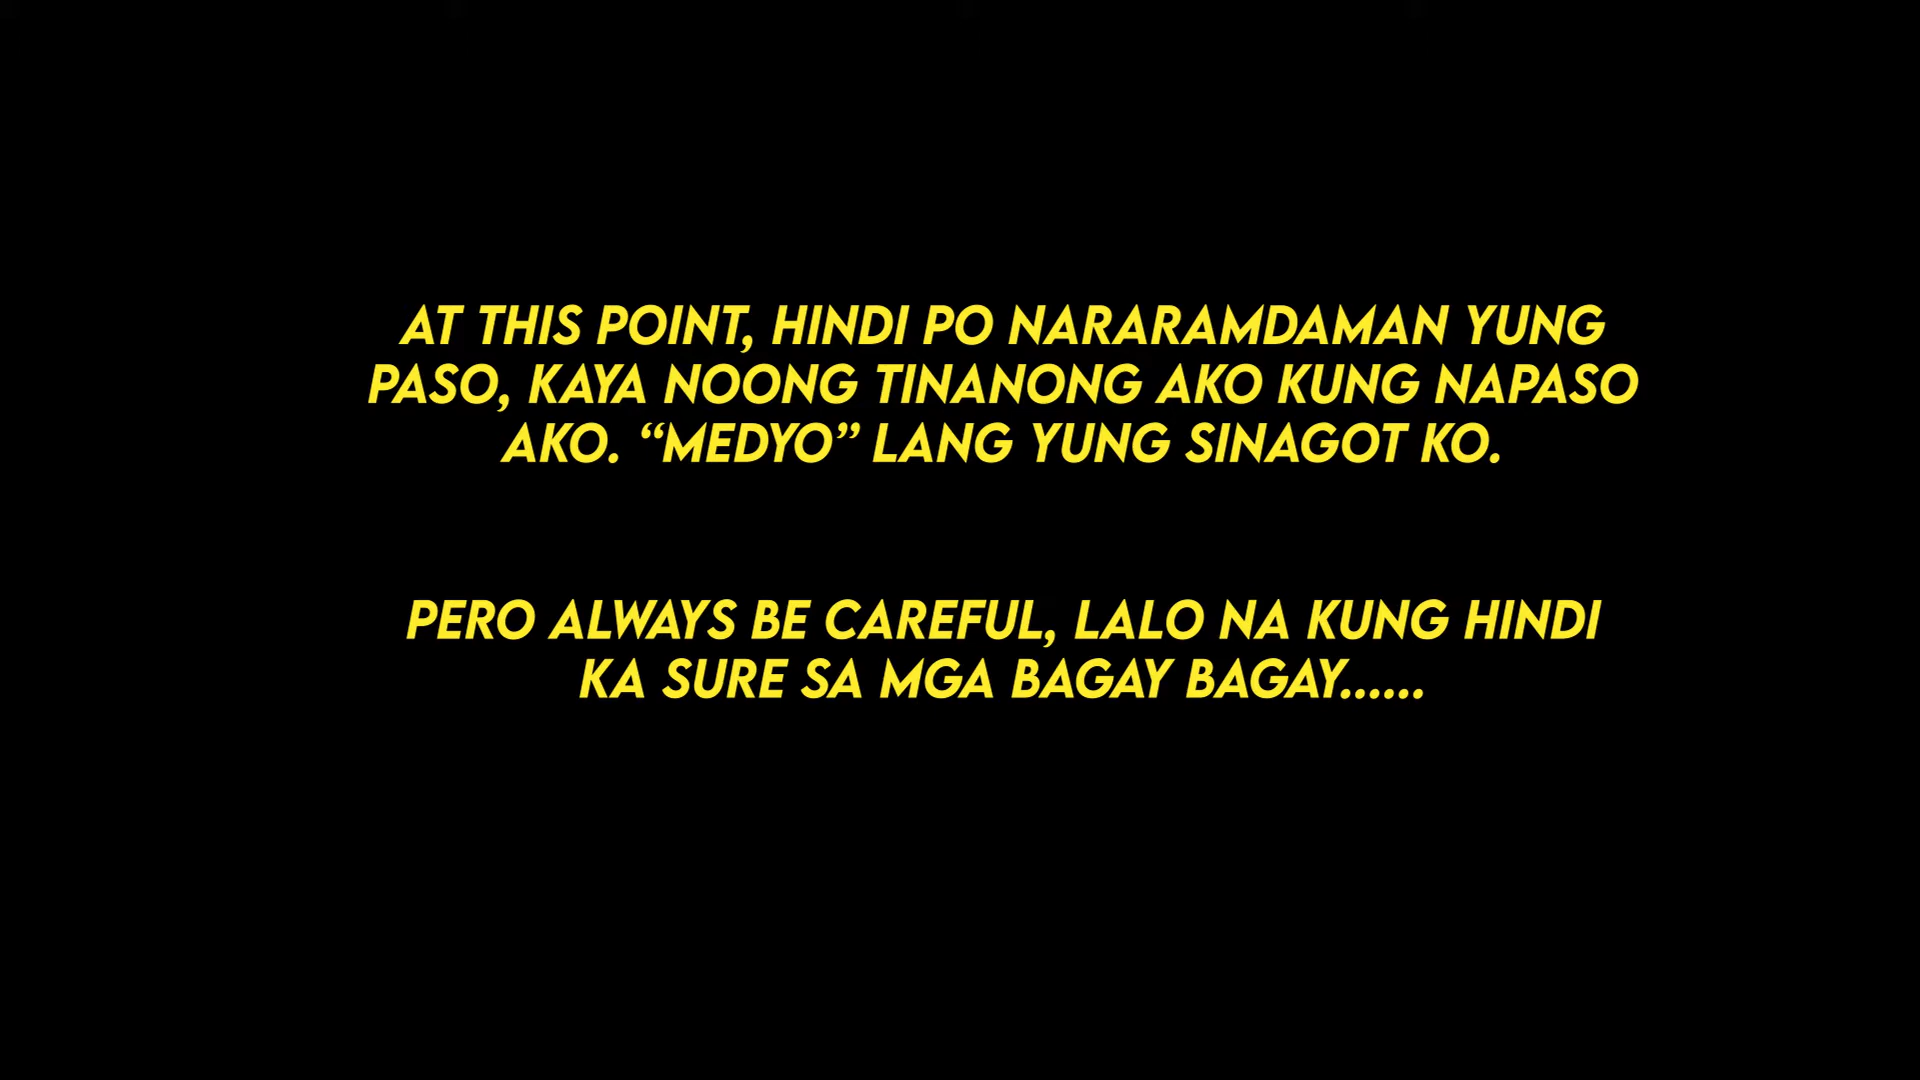 AT THIS POINT, HINDI PO NARARAMDAMAN YUNG
PASO, KAYA NOONG TINANONG AKO KUNG NAPASO
AKO. “MEDYO” LANG YUNG SINAGOT KO.
PERO ALWAYS BE CAREFUL, LALO NA KUNG HINDI
KA SURE SA MGA BAGAY BAGAY......